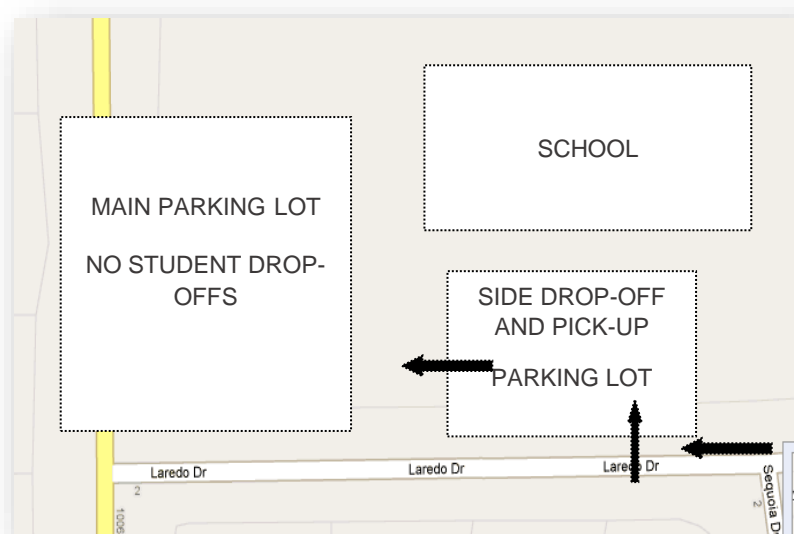 SCHOOL
MAIN PARKING LOT
NO STUDENT DROP-
OFFS
SIDE DROP-OFF
AND PICK-UP
PARKING LOT
Laredo Dr
Laredo Dr
Laredo Dr
2
2
1006
Sequoia D